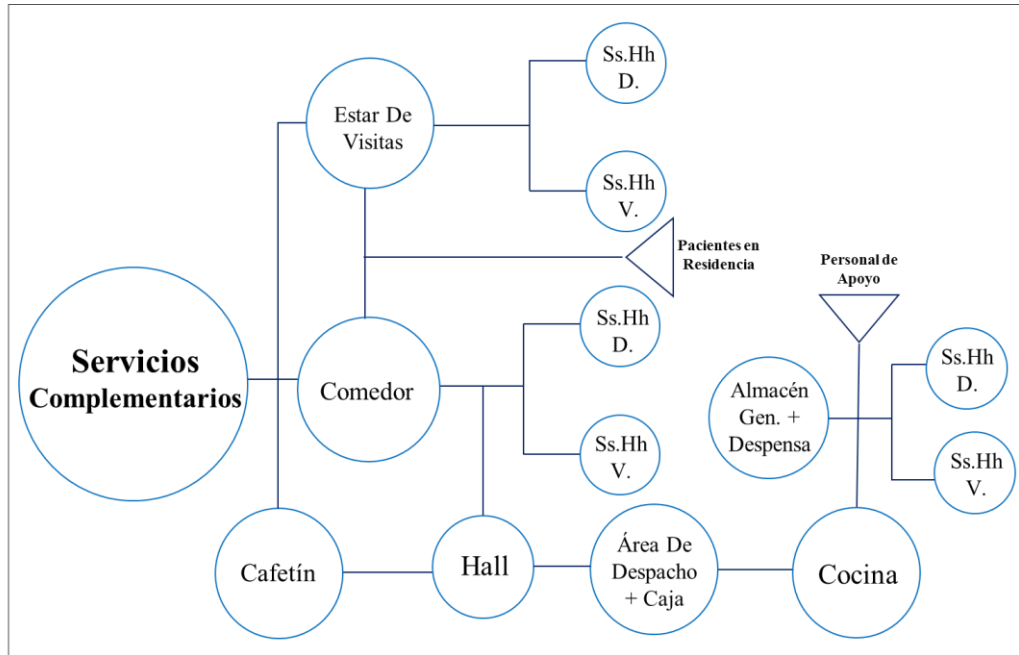 Ss.Hh
D.
Estar De
Visitas
Ss.Hh
V.
Pacientes en
Residencia
Personal de
Apoyo
Servicios
Complementarios
Comedor
Ss.Hh
D.
Ss.Hh
V.
Almacén
Gen. +
Despensa
Ss.Hh
D.
Ss.Hh
V.
Cafetín
Hall
Área De
Despacho
+ Caja
Cocina